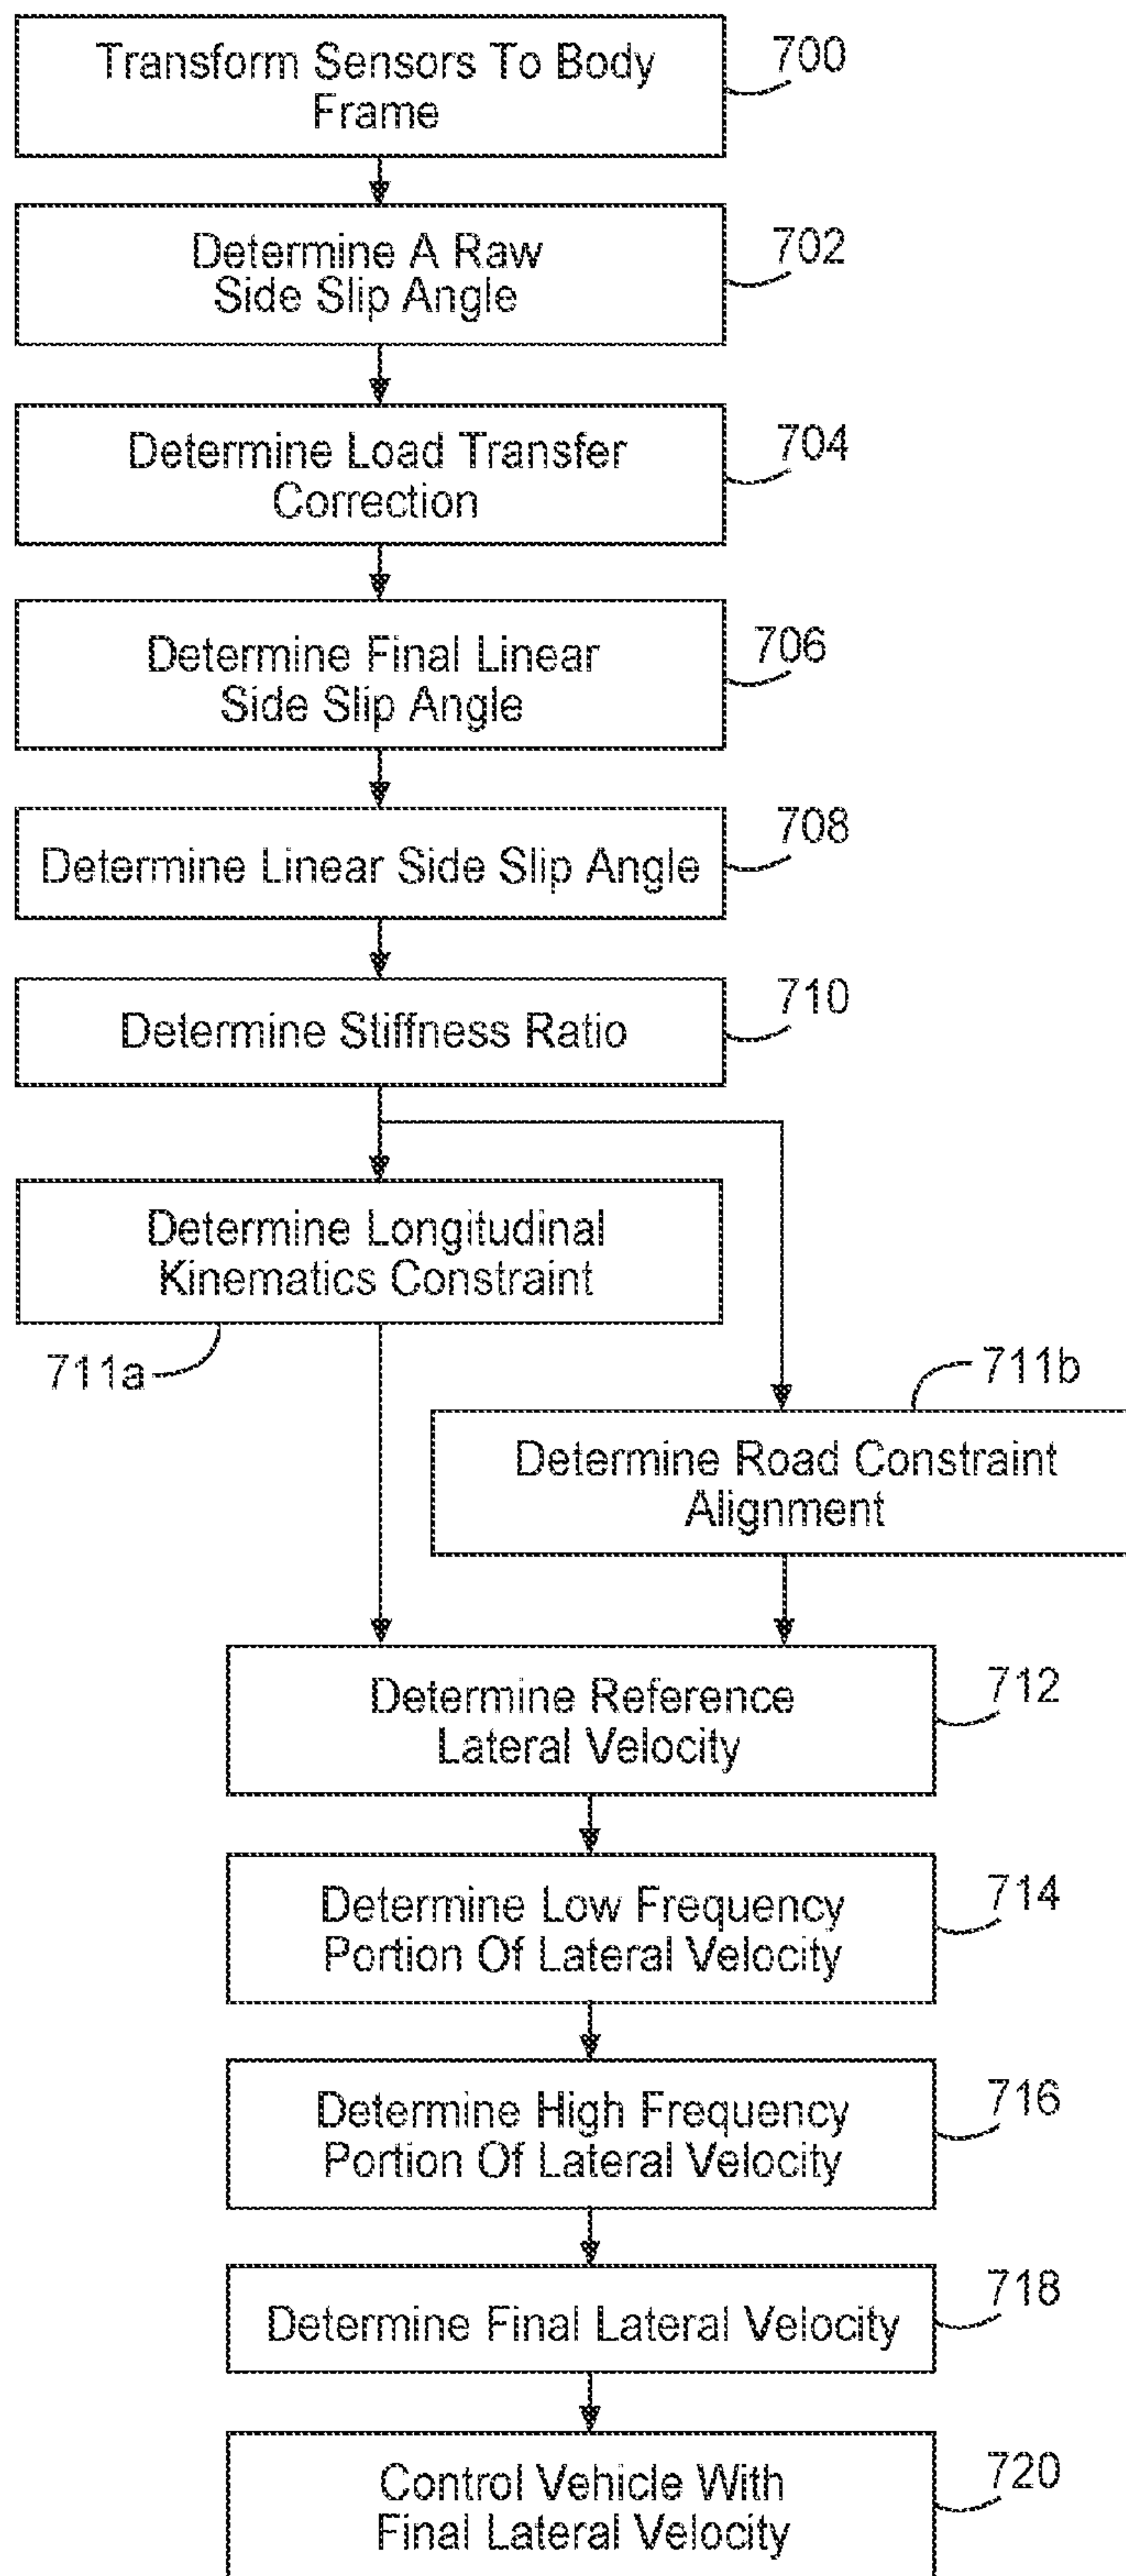 Transform Sensors To Body
Frame
700
Determine A Raw
Side Slip Angle
702
Determine Load Transfer
Correction
704
Determine Final Linear
Side Slip Angle
706
Determine Linear Side Slip Angle
708
Determine Stiffness Ratio
710
Determine Longitudinal
Kinematics Constraint
711a
711b
Determine Road Constraint
Alignment
Determine Reference
Lateral Velocity
712
Determine Low Frequency
Portion Of Lateral Velocity
714
Determine High Frequency
Portion Of Lateral Velocity
716
Determine Final Lateral Velocity
718
Control Vehicle With
Final Lateral Velocity
720